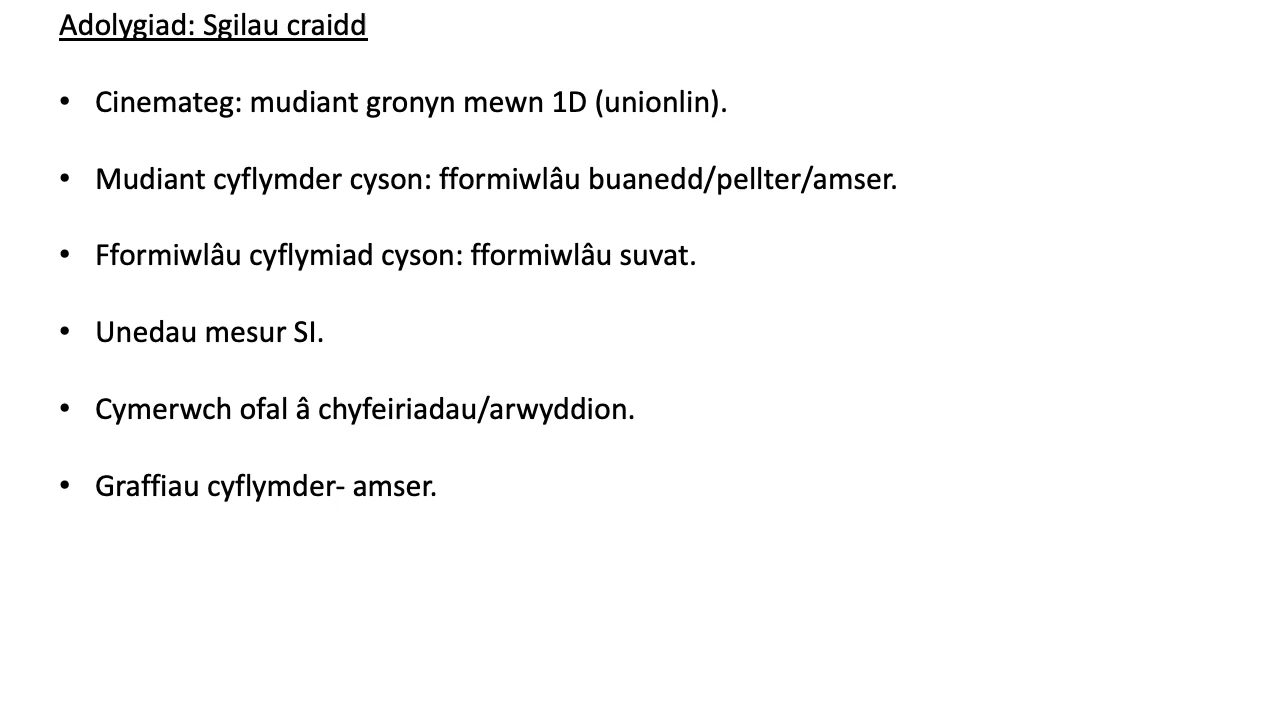 Adolygiad: Sgilau craidd
• Cinemateg: mudiant gronyn mewn 1D (unionlin).
• Mudiant cyflymder cyson: fformiwlâu buanedd/pellter/amser.
• Fformiwlâu cyflymiad cyson: fformiwlâu suvat.
• Unedau mesur SI.
• Cymerwch ofal â chyfeiriadau/arwyddion.
• Graffiau cyflymder- amser.